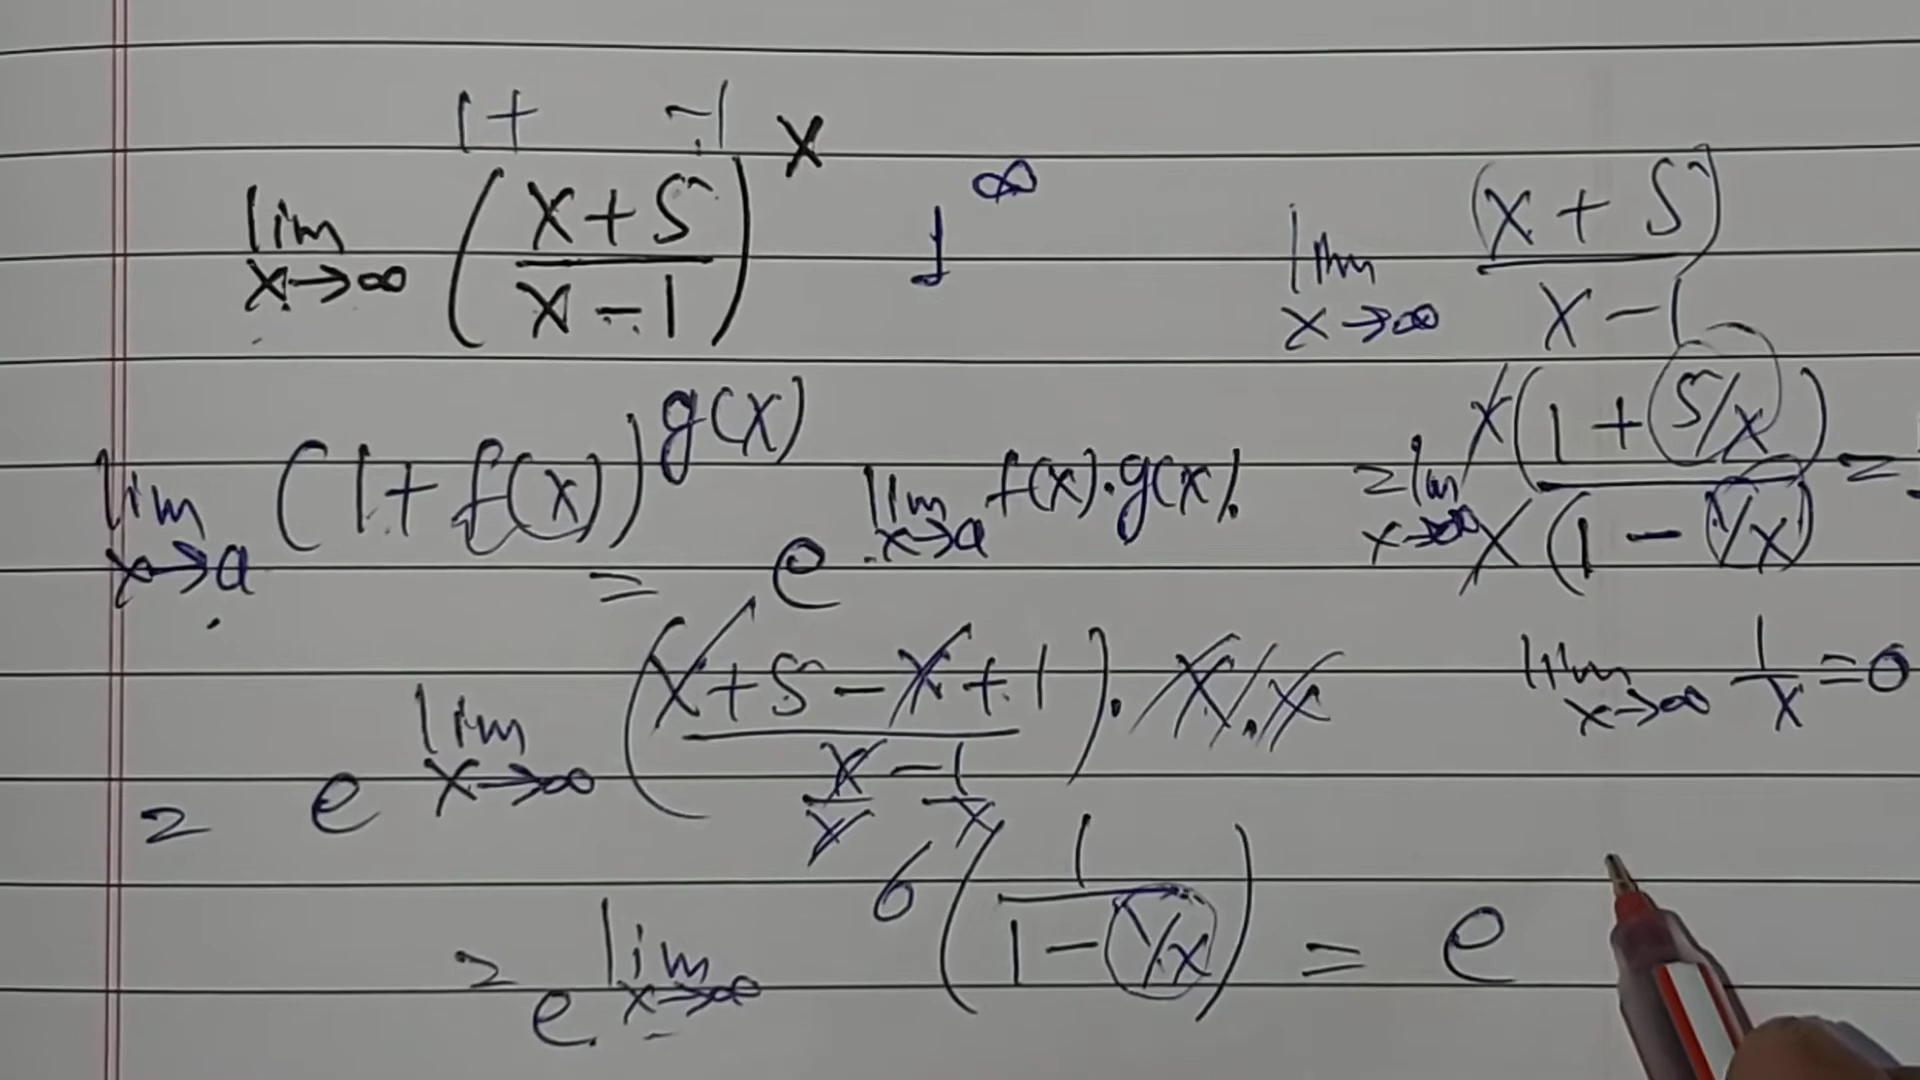 1+ -1
lim x→∞ ((x+5)/(x-1))^x
1^∞
lim x→∞ (x+5)/(x-1)
= lim x→∞ x(1+5/x)/x(1-1/x) =
lim x→a (1+f(x))^g(x) = e^lim x→a f(x).g(x).
lim x→∞ 1/x = 0
= e^lim x→∞ ((x+5-x+1)/(x/x - 1/x)). x/.x
= e^lim x→∞ 6(1/(1-1/x)) = e